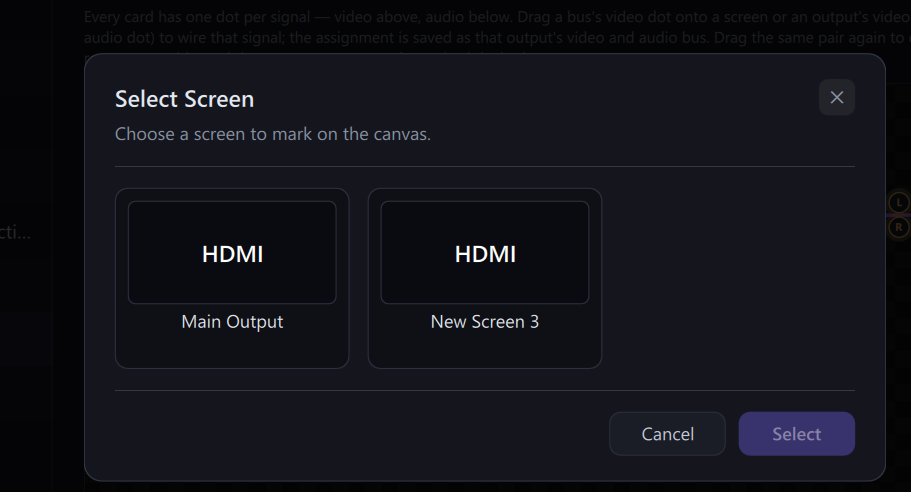 Every card has one dot per signal — video above, audio below. Drag a bus's video dot onto a screen or an output's video
audio dot) to wire that signal; the assignment is saved as that output's video and audio bus. Drag the same pair again to
Select Screen
Choose a screen to mark on the canvas.
cti...
L
R
HDMI
HDMI
Main Output
New Screen 3
Cancel
Select